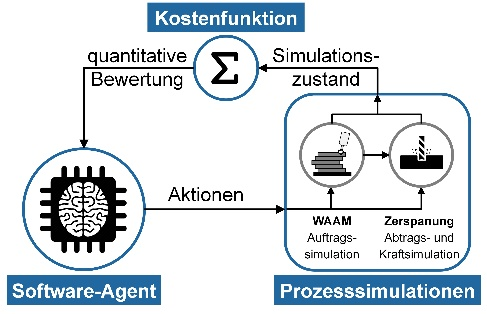 Kostenfunktion
quantitative
Bewertung
Σ
Simulations-
zustand
Aktionen
WAAM
Auftrags-
simulation
Zerspanung
Abtrags- und
Kraftsimulation
Software-Agent
Prozesssimulationen